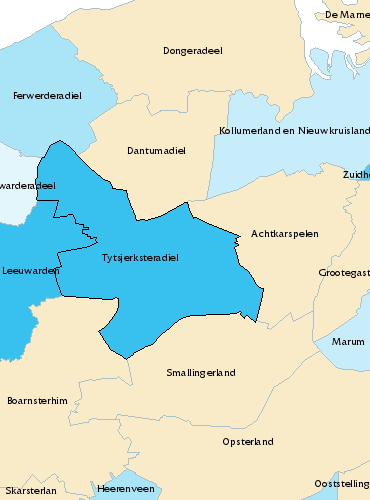 De Marne
Dongeradeel
Ferwerderadiel
Kollumerland en Nieuwkruisland
Dantumadiel
Zuidho
warderadeel
Achtkarspelen
Tytsjerksteradiel
Leeuwarden
Grootegast
Marum
Smallingerland
Boarnsterhim
Opsterland
Skarsterlan
Heerenveen
Ooststelling